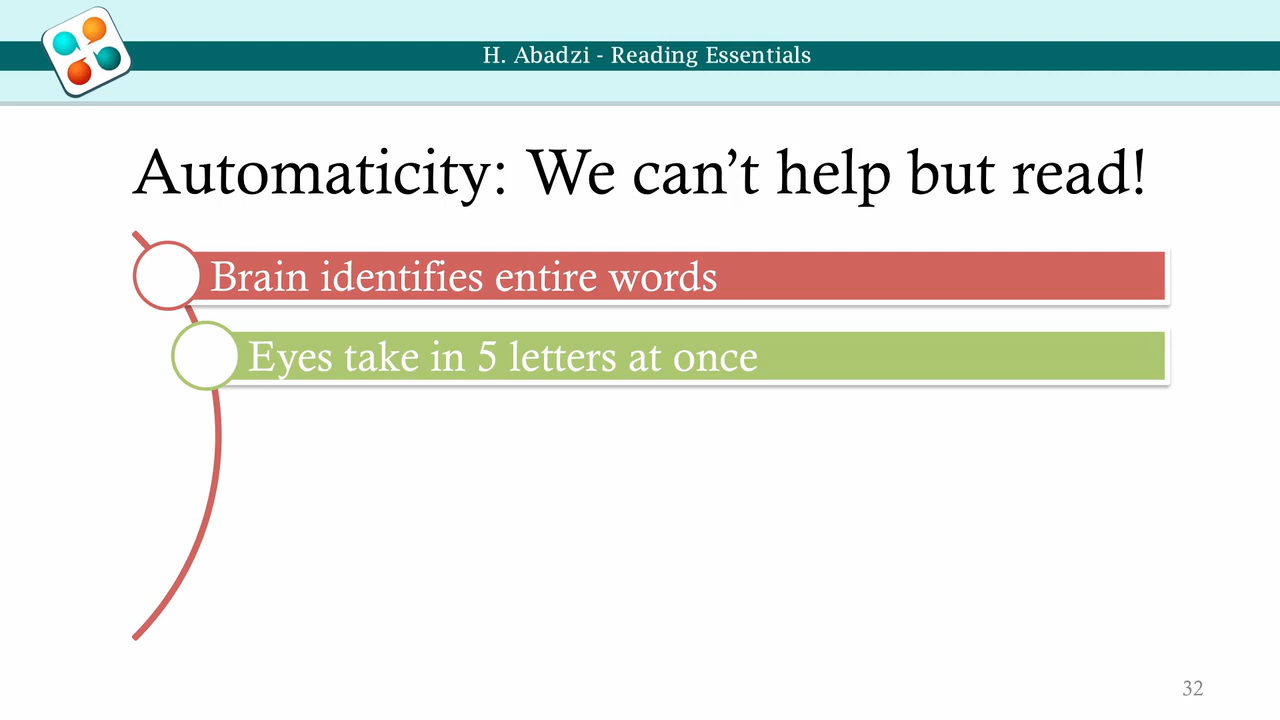 H. Abadzi - Reading Essentials
Automaticity: We can’t help but read!
Brain identifies entire words
Eyes take in 5 letters at once
32